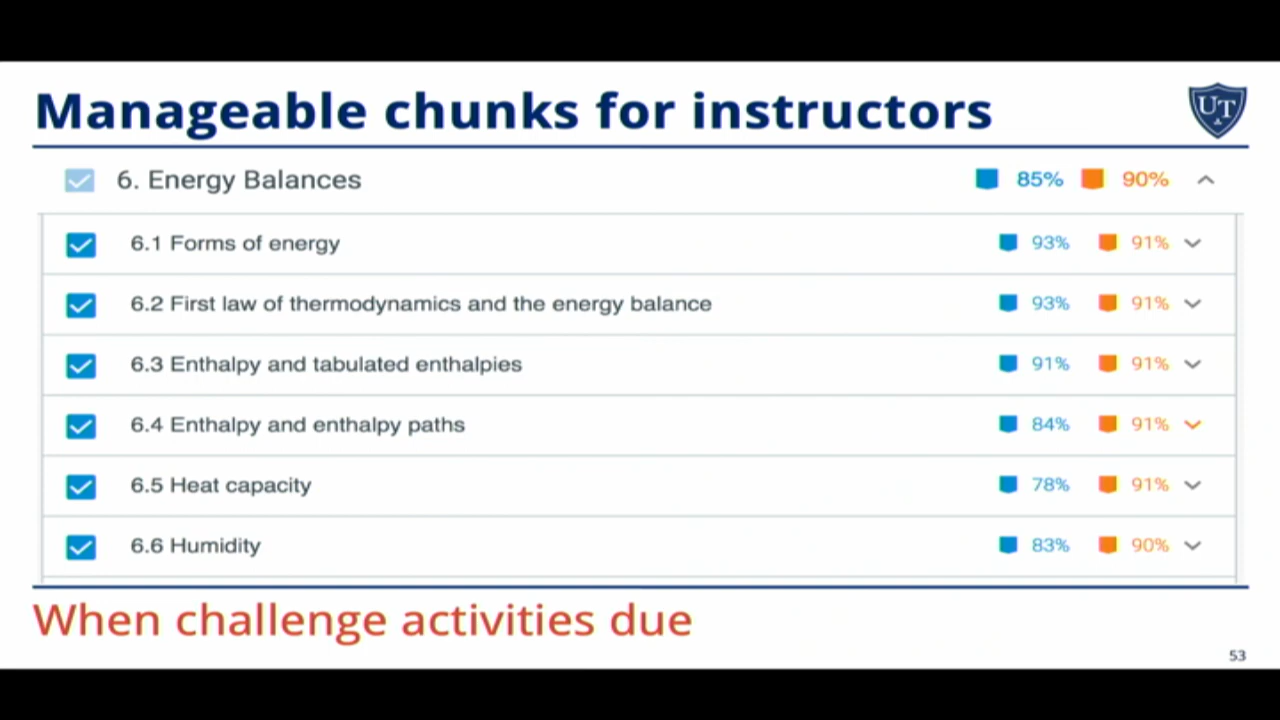 Manageable chunks for instructors
UT
6. Energy Balances 85% 90%
6.1 Forms of energy 93% 91%
6.2 First law of thermodynamics and the energy balance 93% 91%
6.3 Enthalpy and tabulated enthalpies 91% 91%
6.4 Enthalpy and enthalpy paths 84% 91%
6.5 Heat capacity 78% 91%
6.6 Humidity 83% 90%
When challenge activities due
53